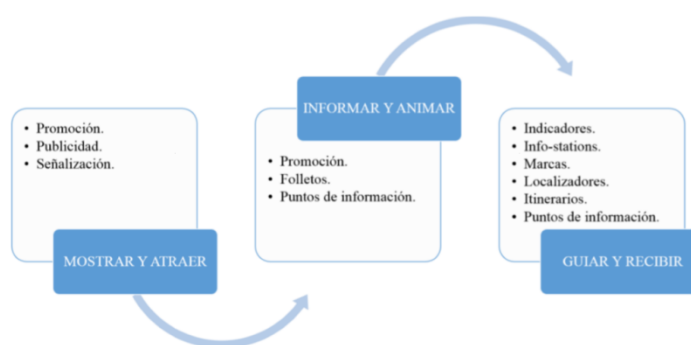 • Promoción.
• Publicidad.
• Señalización.
MOSTRAR Y ATRAER
INFORMAR Y ANIMAR
• Promoción.
• Folletos.
• Puntos de información.
• Indicadores.
• Info-stations.
• Marcas.
• Localizadores.
• Itinerarios.
• Puntos de información.
GUIAR Y RECIBIR